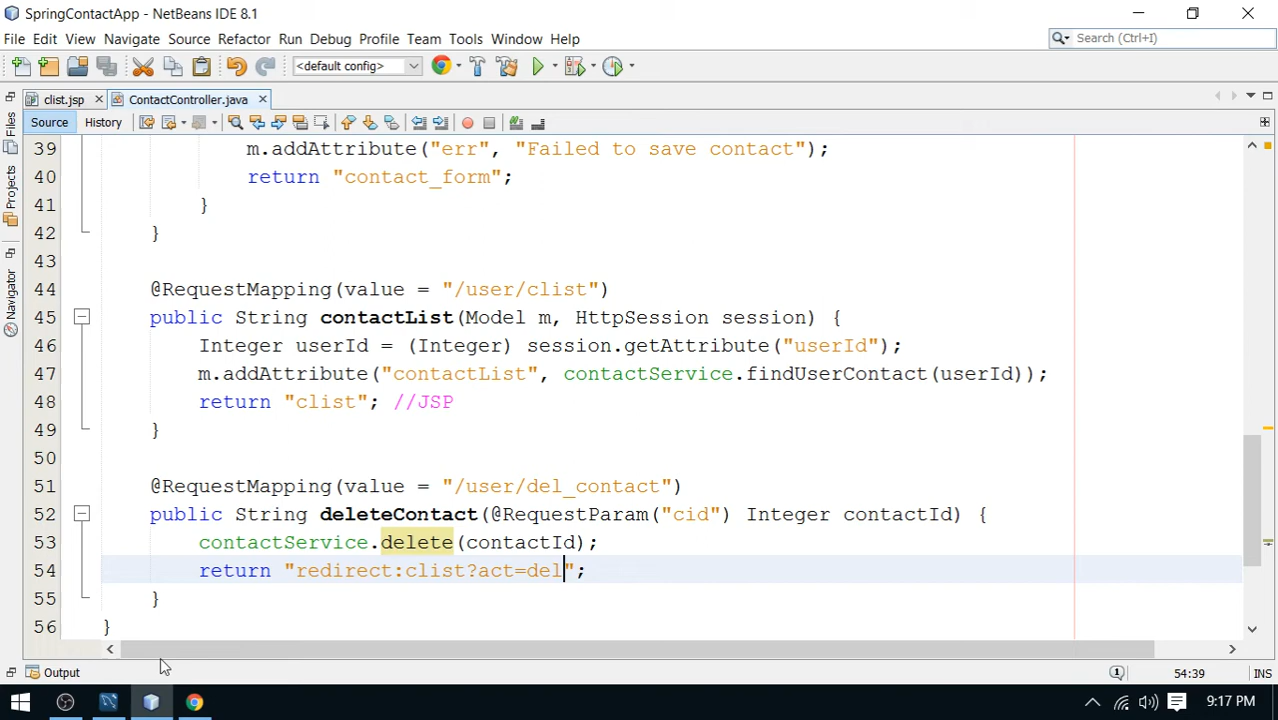 SpringContactApp - NetBeans IDE 8.1
File Edit View Navigate Source Refactor Run Debug Profile Team Tools Window Help
Search (Ctrl+I)
<default config>
clist.jsp
ContactController.java
Source History
Files
Projects
Navigator
39 m.addAttribute("err", "Failed to save contact");
40 return "contact_form";
41 }
42 }
43
44 @RequestMapping(value = "/user/clist")
45 public String contactList(Model m, HttpSession session) {
46 Integer userId = (Integer) session.getAttribute("userId");
47 m.addAttribute("contactList", contactService.findUserContact(userId));
48 return "clist"; //JSP
49 }
50
51 @RequestMapping(value = "/user/del_contact")
52 public String deleteContact(@RequestParam("cid") Integer contactId) {
53 contactService.delete(contactId);
54 return "redirect:clist?act=del";
55 }
56 }
Output
54:39
INS
9:17 PM